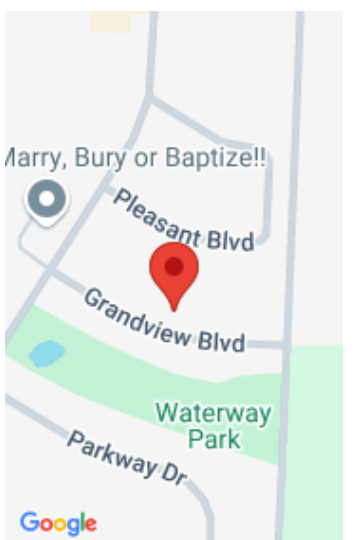 Marry, Bury or Baptize!!
Pleasant Blvd
Grandview Blvd
Waterway
Park
Parkway Dr
Google